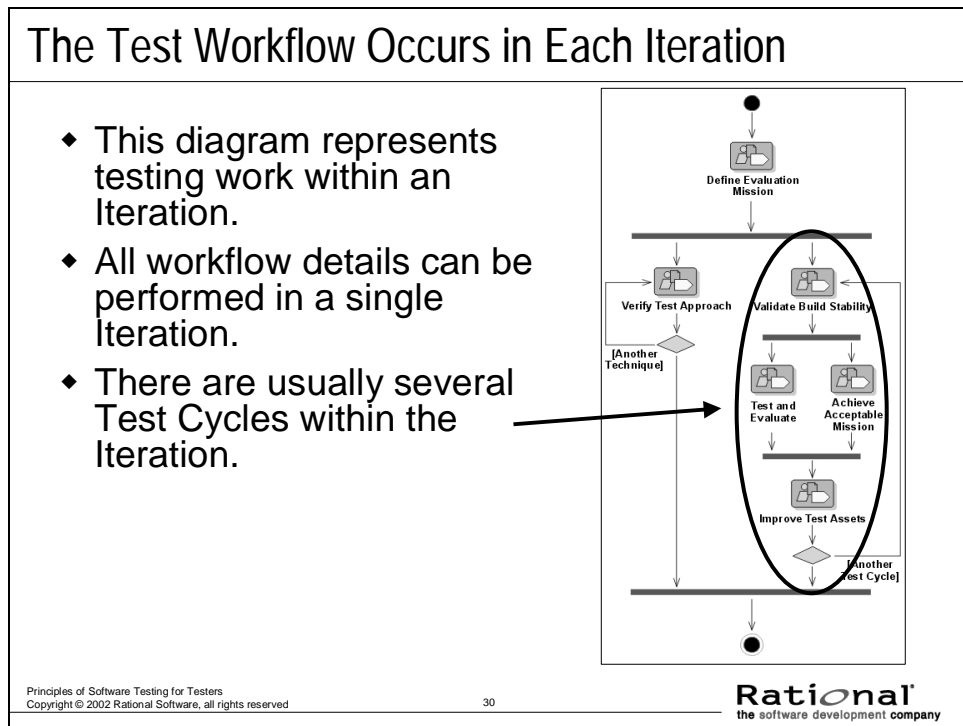 The Test Workflow Occurs in Each Iteration
◆ This diagram represents
testing work within an
Iteration.
◆ All workflow details can be
performed in a single
Iteration.
◆ There are usually several
Test Cycles within the
Iteration.
Define Evaluation
Mission
Verify Test Approach
Validate Build Stability
[Another
Technique]
Test and
Evaluate
Achieve
Acceptable
Mission
Improve Test Assets
[Another
Test Cycle]
Principles of Software Testing for Testers
Copyright © 2002 Rational Software, all rights reserved
30
Rational
the software development company